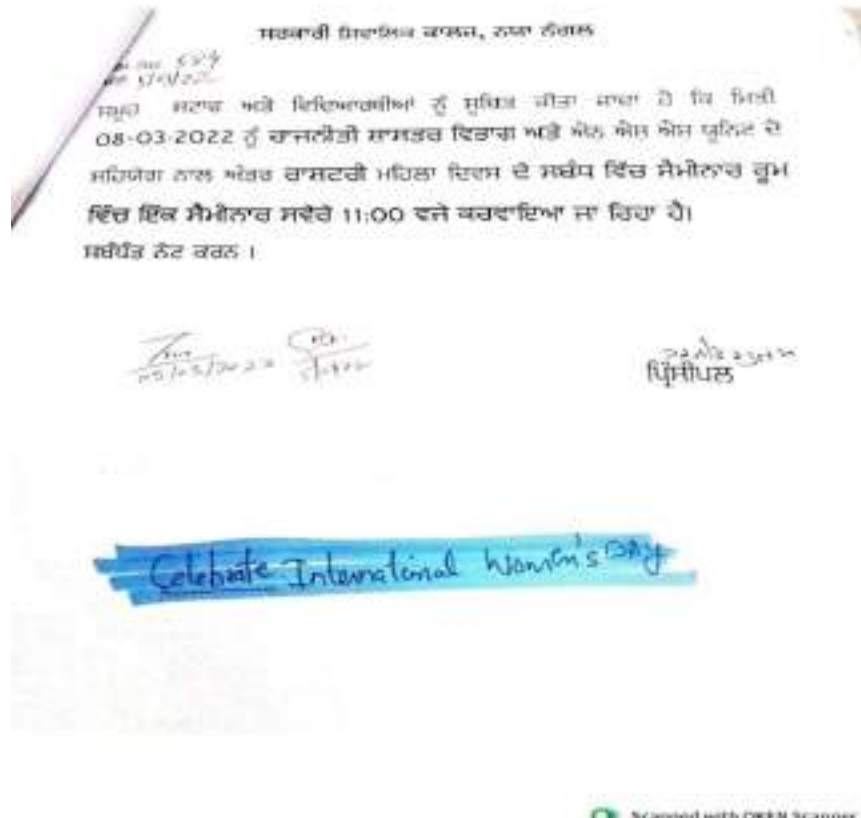 ਸਰਕਾਰੀ ਸ਼ਿਵਾਲਿਕ ਕਾਲਜ, ਨਯਾ ਨੰਗਲ
ਸਮੂਹ ਸਟਾਫ ਅਤੇ ਵਿਦਿਆਰਥੀਆਂ ਨੂੰ ਸੂਚਿਤ ਕੀਤਾ ਜਾਂਦਾ ਹੈ ਕਿ ਮਿਤੀ
08-03-2022 ਨੂੰ ਰਾਜਨੀਤੀ ਸ਼ਾਸਤਰ ਵਿਭਾਗ ਅਤੇ ਐਨ ਐਸ ਐਸ ਯੂਨਿਟ ਦੇ
ਸਹਿਯੋਗ ਨਾਲ ਅੰਤਰ ਰਾਸ਼ਟਰੀ ਮਹਿਲਾ ਦਿਵਸ ਦੇ ਸਬੰਧ ਵਿੱਚ ਸੈਮੀਨਾਰ ਰੂਮ
ਵਿੱਚ ਇੱਕ ਸੈਮੀਨਾਰ ਸਵੇਰੇ 11:00 ਵਜੇ ਕਰਵਾਇਆ ਜਾ ਰਿਹਾ ਹੈ।
ਸਬੰਧਤ ਨੋਟ ਕਰਨ ।
ਪ੍ਰਿੰਸੀਪਲ
Celebrate International Women's Day
Scanned with OKEN Scanner